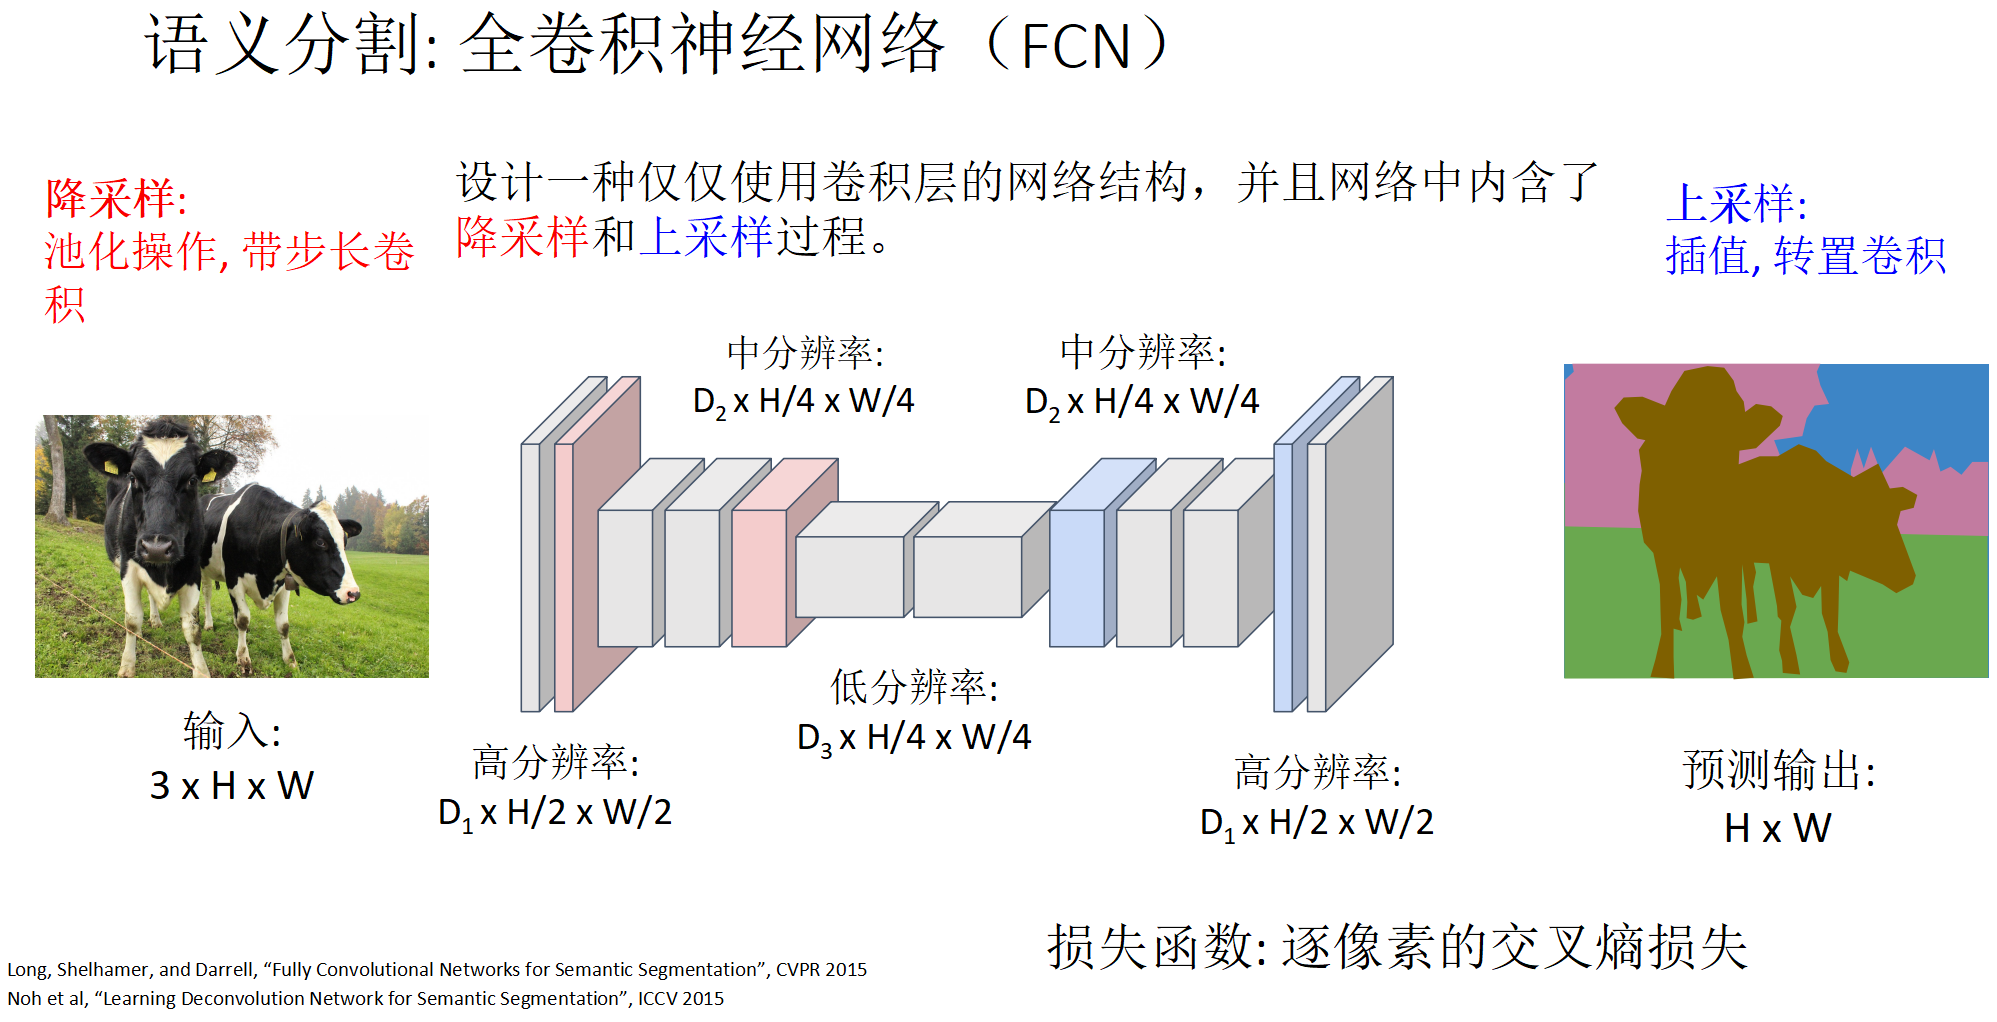 语义分割: 全卷积神经网络（FCN）
降采样:
池化操作, 带步长卷
积
设计一种仅仅使用卷积层的网络结构，并且网络中内含了
降采样和上采样过程。
上采样:
插值, 转置卷积
中分辨率:
D2 x H/4 x W/4
中分辨率:
D2 x H/4 x W/4
输入:
3 x H x W
高分辨率:
D1 x H/2 x W/2
低分辨率:
D3 x H/4 x W/4
高分辨率:
D1 x H/2 x W/2
预测输出:
H x W
损失函数: 逐像素的交叉熵损失
Long, Shelhamer, and Darrell, “Fully Convolutional Networks for Semantic Segmentation”, CVPR 2015
Noh et al, “Learning Deconvolution Network for Semantic Segmentation”, ICCV 2015